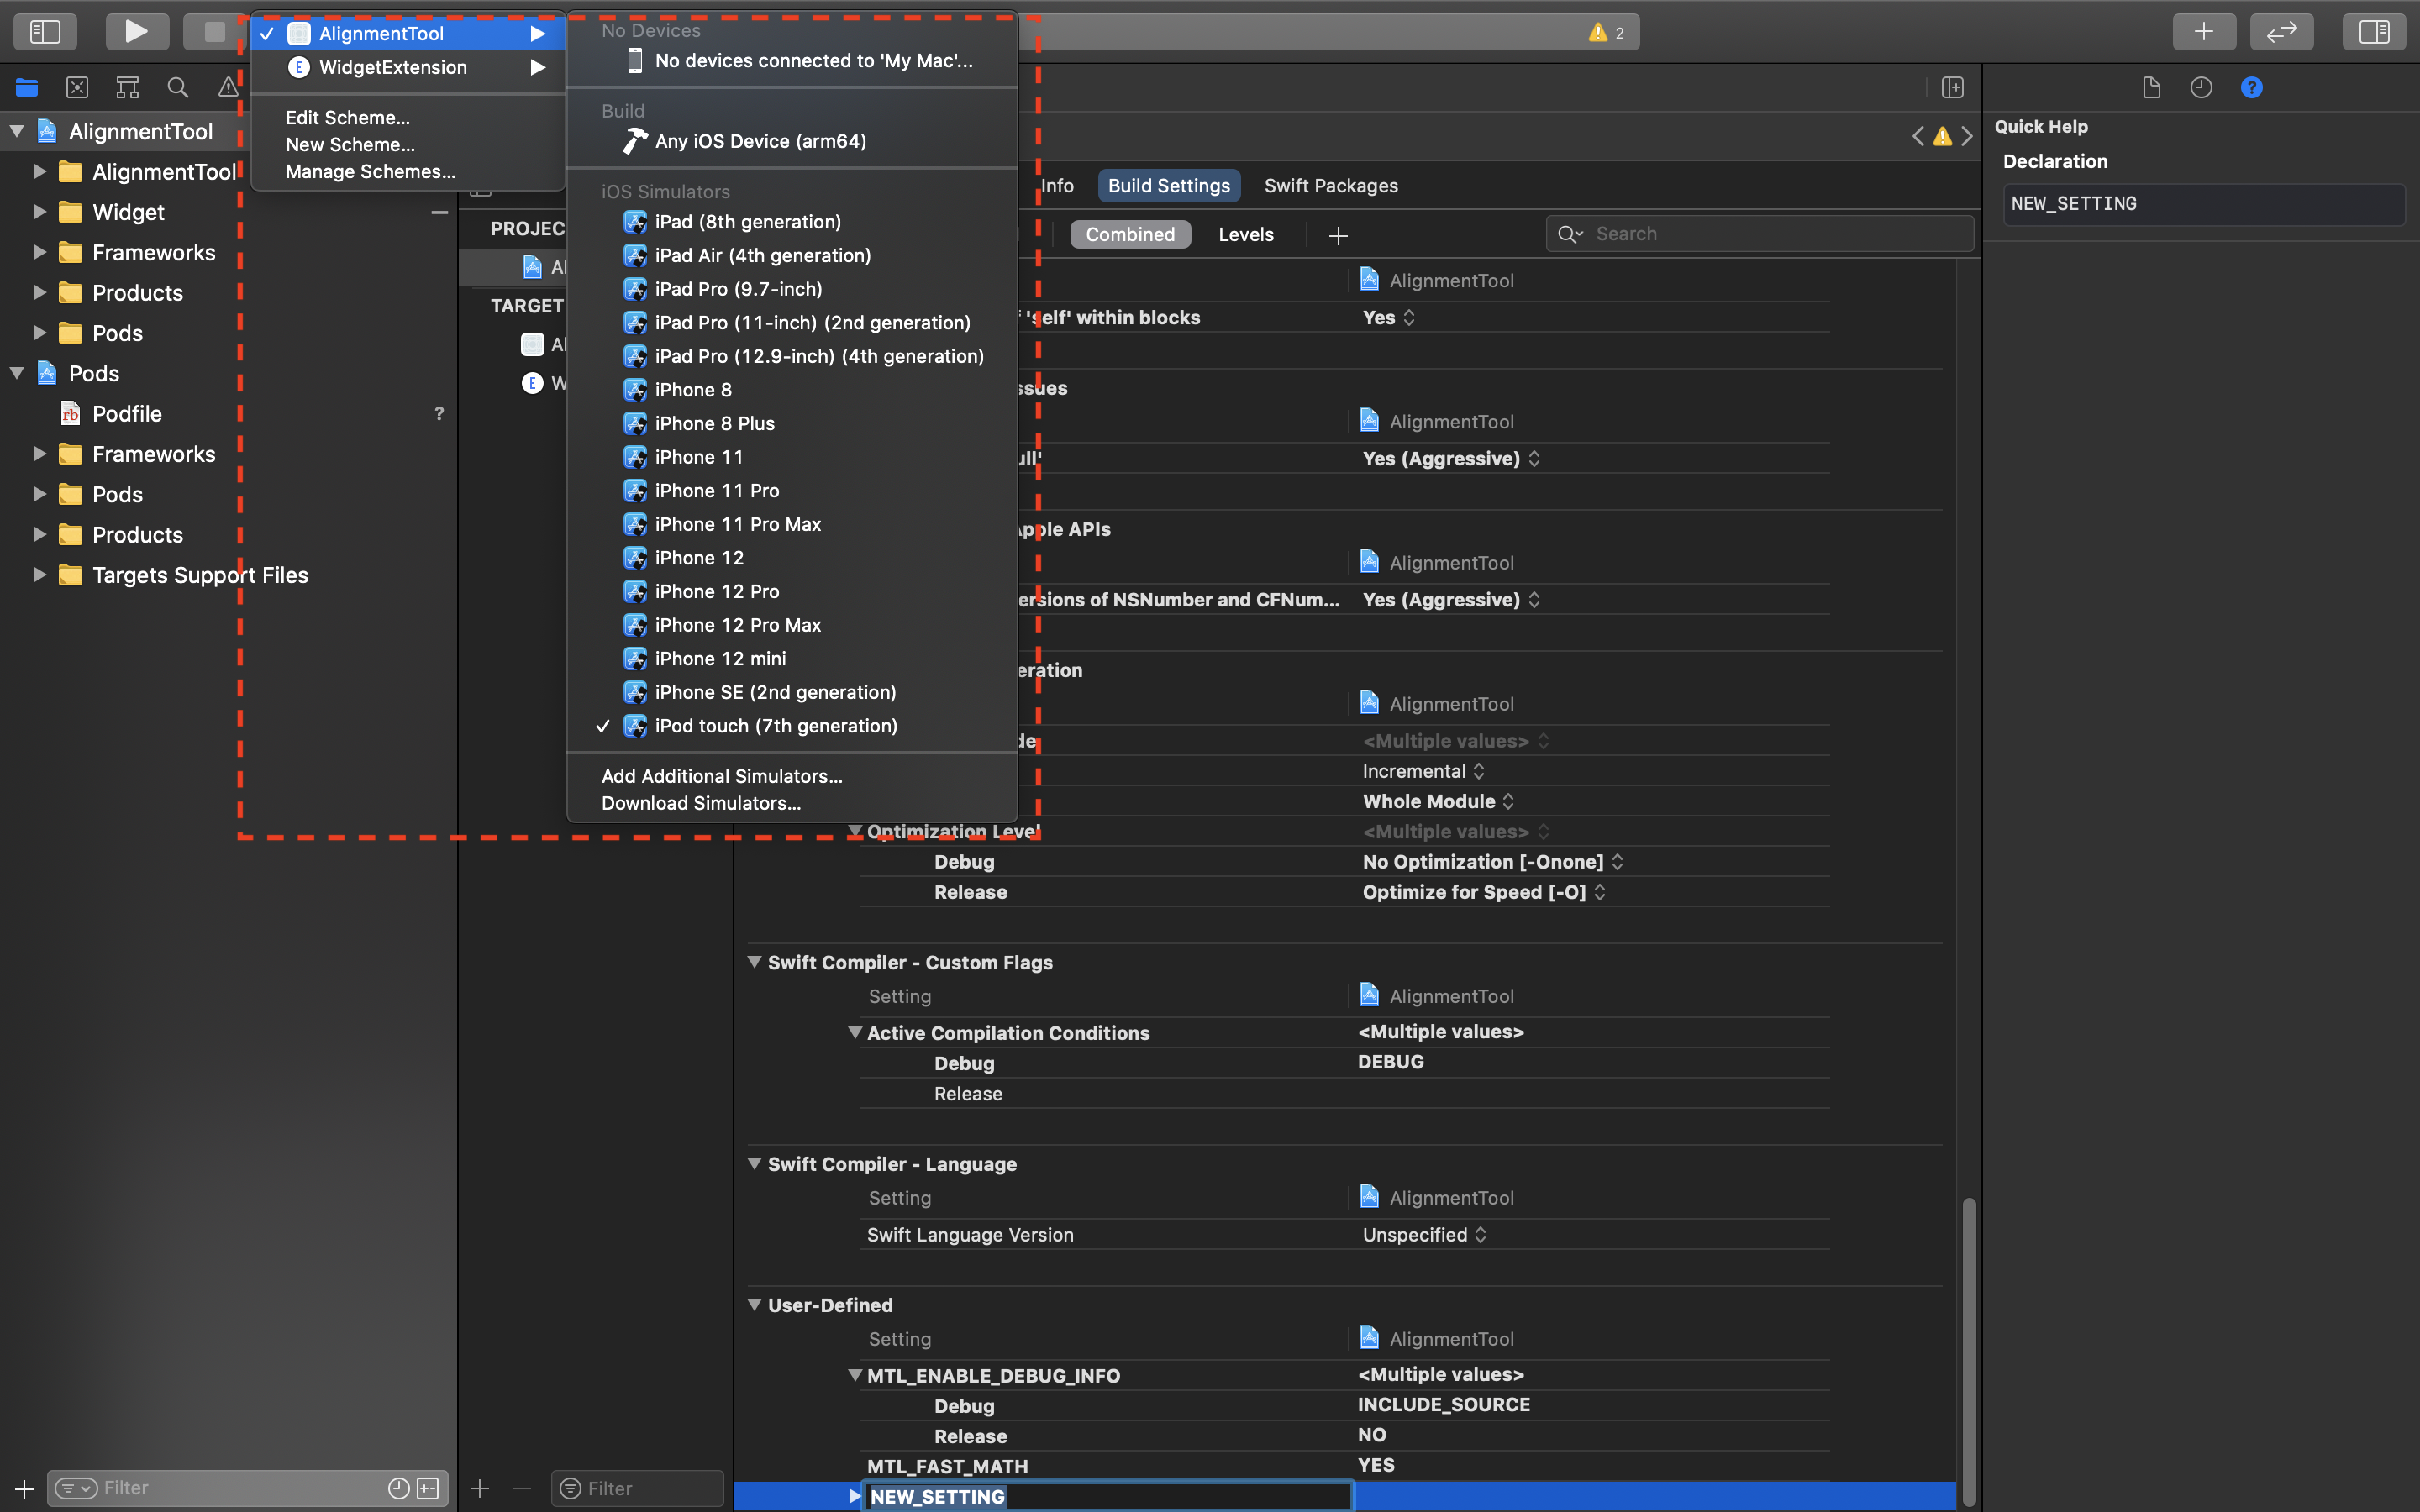 AlignmentTool
WidgetExtension
Edit Scheme...
New Scheme...
Manage Schemes...
No Devices
No devices connected to 'My Mac'...
Build
Any iOS Device (arm64)
iOS Simulators
iPad (8th generation)
iPad Air (4th generation)
iPad Pro (9.7-inch)
iPad Pro (11-inch) (2nd generation)
iPad Pro (12.9-inch) (4th generation)
iPhone 8
iPhone 8 Plus
iPhone 11
iPhone 11 Pro
iPhone 11 Pro Max
iPhone 12
iPhone 12 Pro
iPhone 12 Pro Max
iPhone 12 mini
iPhone SE (2nd generation)
iPod touch (7th generation)
Add Additional Simulators...
Download Simulators...
2
AlignmentTool
AlignmentTool
Widget
Frameworks
Products
Pods
Pods
Podfile ?
Frameworks
Pods
Products
Targets Support Files
Filter
PROJEC
Al
TARGET
Al
W
Filter
Info Build Settings Swift Packages
Combined Levels Search
AlignmentTool
'self' within blocks Yes
ssues
AlignmentTool
ull' Yes (Aggressive)
Apple APIs
AlignmentTool
ersions of NSNumber and CFNum... Yes (Aggressive)
eration
AlignmentTool
de <Multiple values>
Incremental
Whole Module
Optimization Level <Multiple values>
Debug No Optimization [-Onone]
Release Optimize for Speed [-O]
Swift Compiler - Custom Flags
Setting AlignmentTool
Active Compilation Conditions <Multiple values>
Debug DEBUG
Release
Swift Compiler - Language
Setting AlignmentTool
Swift Language Version Unspecified
User-Defined
Setting AlignmentTool
MTL_ENABLE_DEBUG_INFO <Multiple values>
Debug INCLUDE_SOURCE
Release NO
MTL_FAST_MATH YES
NEW_SETTING
Quick Help
Declaration
NEW_SETTING